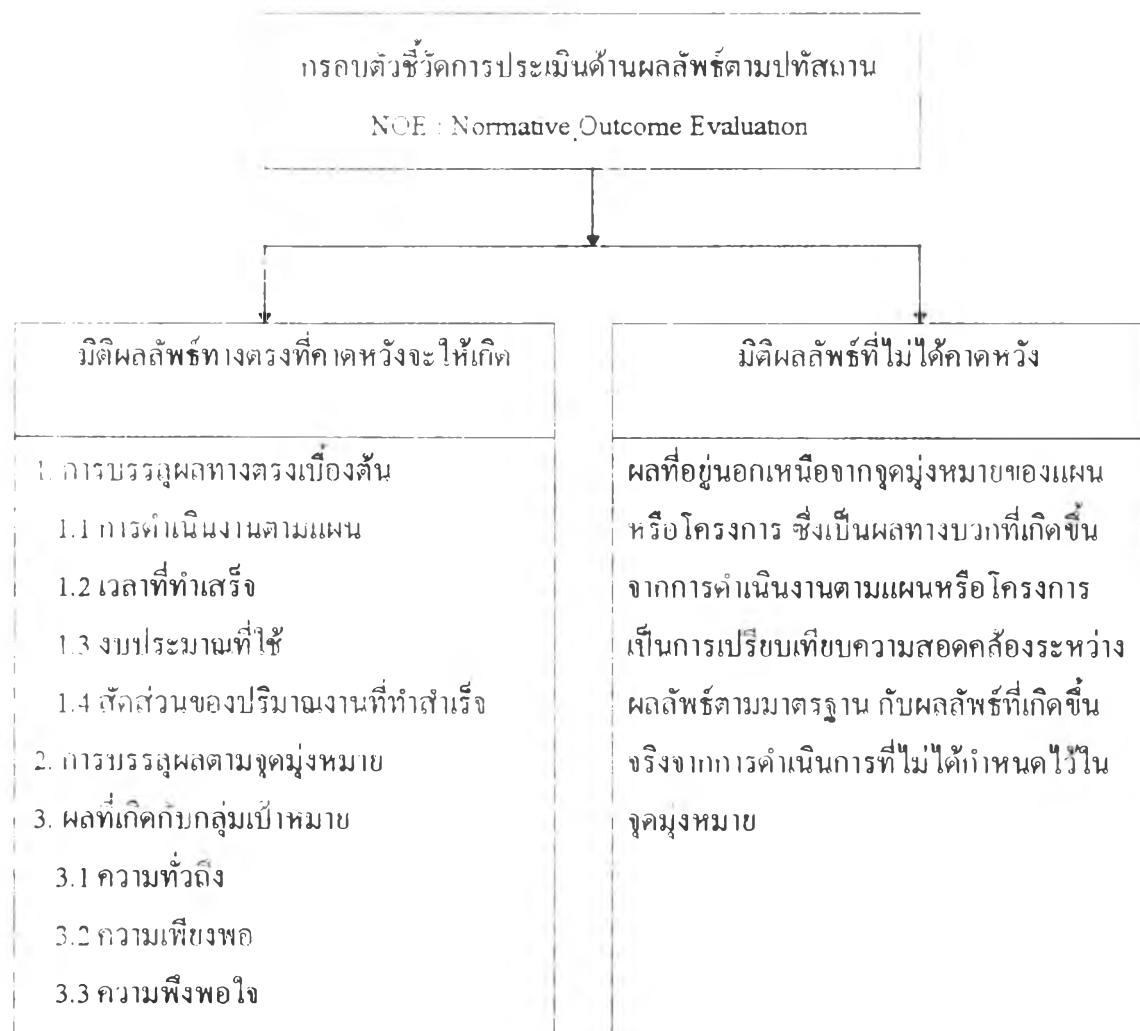 กรอบตัวชี้วัดการประเมินด้านผลลัพธ์ตามปทัสถาน
NOE : Normative Outcome Evaluation
มิติผลลัพธ์ทางตรงที่คาดหวังจะให้เกิด
มิติผลลัพธ์ที่ไม่ได้คาดหวัง
1. การบรรลุผลทางตรงเบื้องต้น
1.1 การดำเนินงานตามแผน
1.2 เวลาที่ทำเสร็จ
1.3 งบประมาณที่ใช้
1.4 สัดส่วนของปริมาณงานที่ทำสำเร็จ
2. การบรรลุผลตามจุดมุ่งหมาย
3. ผลที่เกิดกับกลุ่มเป้าหมาย
3.1 ความทั่วถึง
3.2 ความเพียงพอ
3.3 ความพึงพอใจ
ผลที่อยู่นอกเหนือจากจุดมุ่งหมายของแผน
หรือโครงการ ซึ่งเป็นผลทางบวกที่เกิดขึ้น
จากการดำเนินงานตามแผนหรือโครงการ
เป็นการเปรียบเทียบความสอดคล้องระหว่าง
ผลลัพธ์ตามมาตรฐาน กับผลลัพธ์ที่เกิดขึ้น
จริงจากการดำเนินการที่ไม่ได้กำหนดไว้ใน
จุดมุ่งหมาย